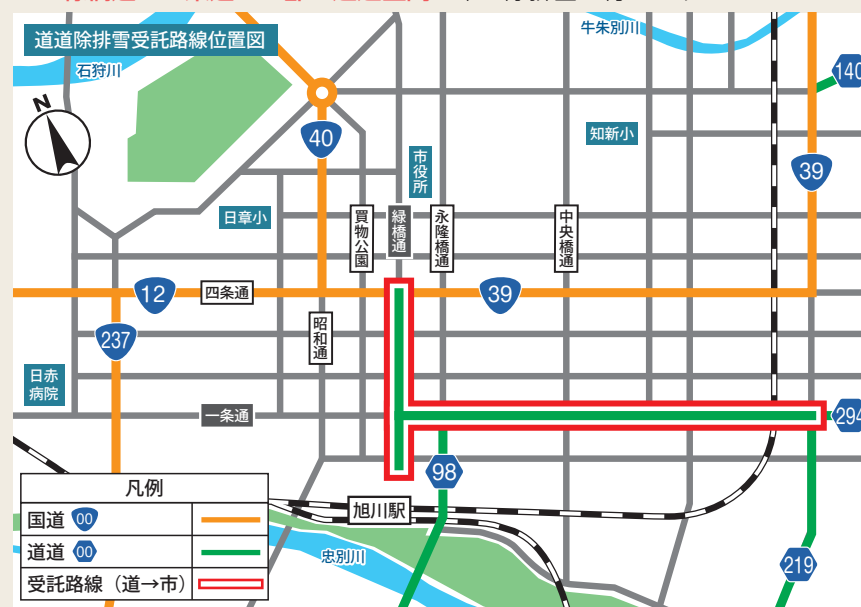 道道除排雪受託路線位置図
石狩川
牛朱別川
N
140
40
知新小
39
市役所
日章小
買物公園
緑橋通
永隆橋通
中央橋通
12
四条通
39
237
昭和通
日赤
病院
一条通
294
98
凡例
国道 00
道道 00
受託路線（道→市）
旭川駅
忠別川
219